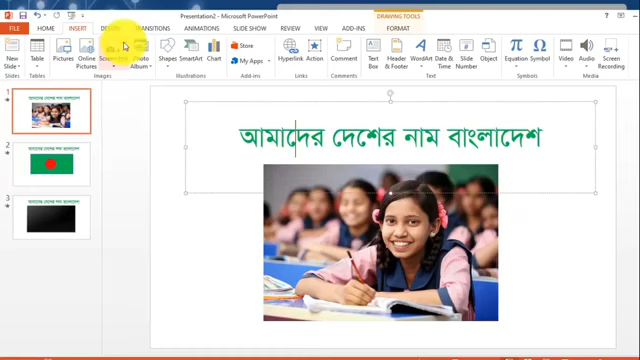 Presentation2 - Microsoft PowerPoint
DRAWING TOOLS
FILE HOME INSERT DESIGN TRANSITIONS ANIMATIONS SLIDE SHOW REVIEW VIEW ADD-INS FORMAT
New Slide
Table
Pictures
Online Pictures
Screenshot
Photo Album
Shapes
SmartArt
Chart
Store
My Apps
Hyperlink
Action
Comment
Text Box
Header & Footer
WordArt
Date & Time
Slide Number
Object
Equation
Symbol
Video
Audio
Screen Recording
Slides Tables Images Illustrations Add-ins Links Comments Text Symbols Media
1
আমাদের দেশের নাম বাংলাদেশ
2
আমাদের দেশের নাম বাংলাদেশ
3
আমাদের দেশের নাম বাংলাদেশ
আমাদের দেশের নাম বাংলাদেশ